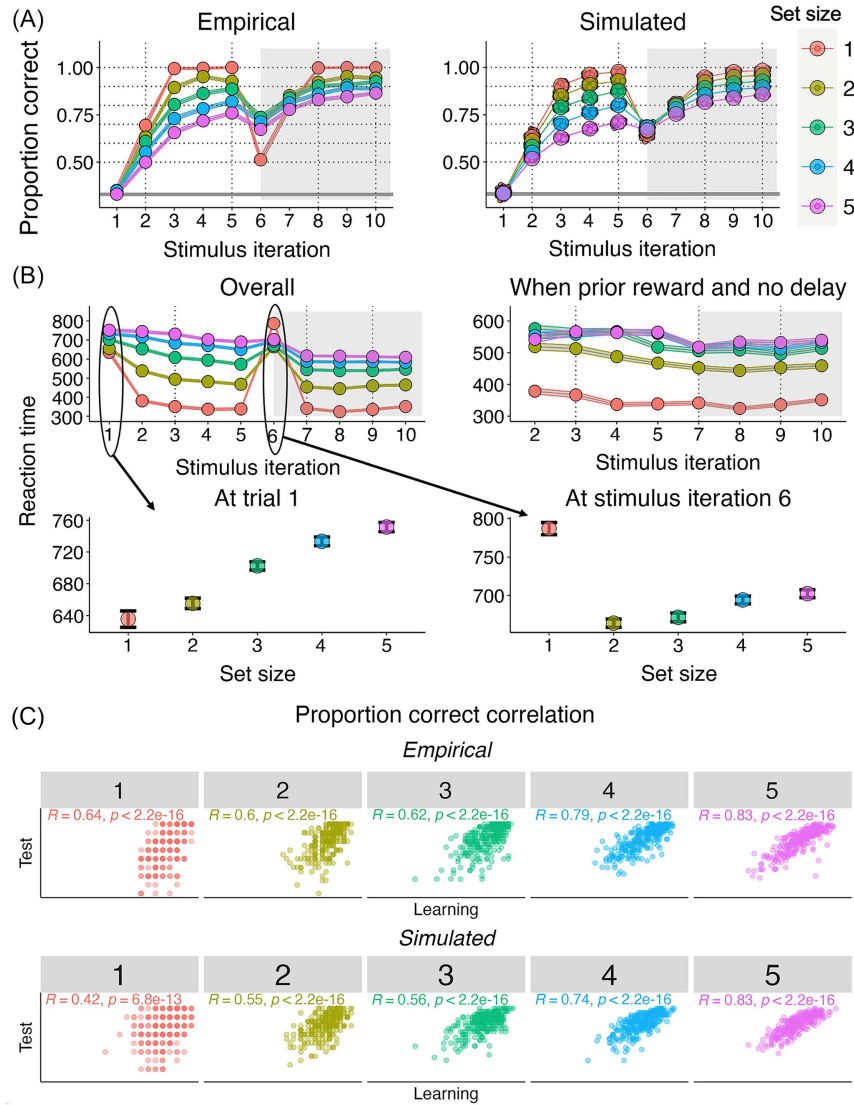 (A)
Empirical
Simulated
Set size
1
2
3
4
5
Proportion correct
1.00
0.75
0.50
1 2 3 4 5 6 7 8 9 10
Stimulus iteration
1.00
0.75
0.50
1 2 3 4 5 6 7 8 9 10
Stimulus iteration
(B)
Overall
When prior reward and no delay
Reaction time
800
700
600
500
400
300
1 2 3 4 5 6 7 8 9 10
Stimulus iteration
600
500
400
300
2 3 4 5 6 7 8 9 10
Stimulus iteration
At trial 1
At stimulus iteration 6
760
720
680
640
1 2 3 4 5
Set size
800
700
1 2 3 4 5
Set size
(C)
Proportion correct correlation
Empirical
1 2 3 4 5
R = 0.64, p < 2.2e-16 R = 0.6, p < 2.2e-16 R = 0.62, p < 2.2e-16 R = 0.79, p < 2.2e-16 R = 0.83, p < 2.2e-16
Test
Learning
Simulated
1 2 3 4 5
R = 0.42, p = 6.8e-13 R = 0.55, p < 2.2e-16 R = 0.56, p < 2.2e-16 R = 0.74, p < 2.2e-16 R = 0.83, p < 2.2e-16
Test
Learning